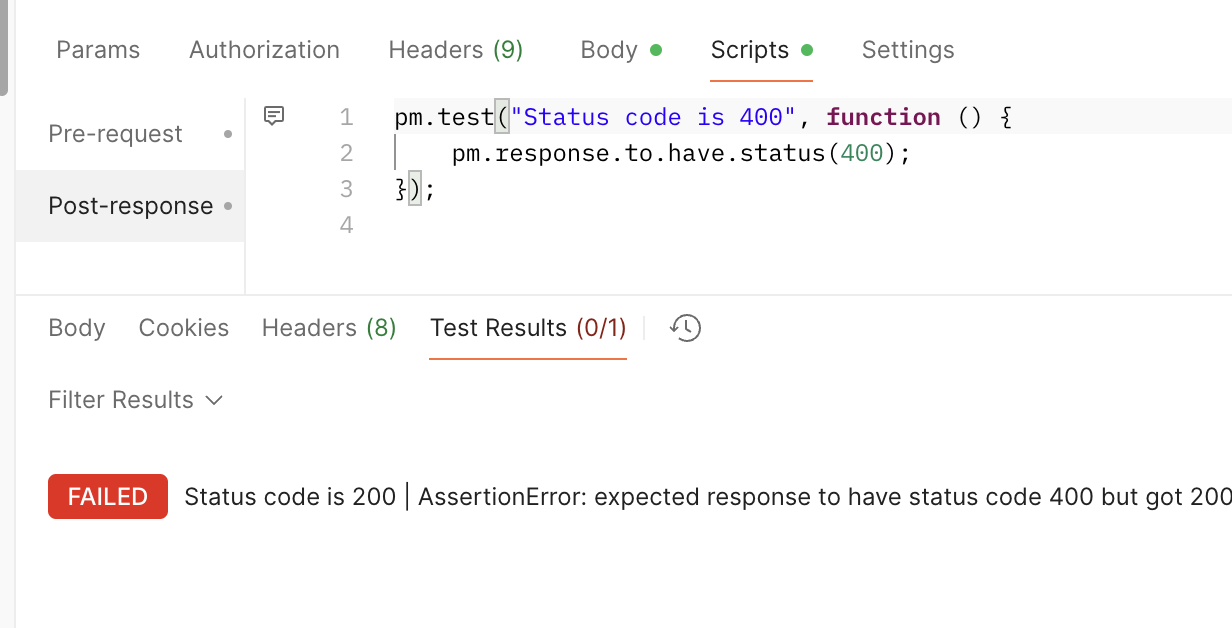 Params Authorization Headers (9) Body Scripts Settings
Pre-request
Post-response
1 pm.test("Status code is 400", function () {
2     pm.response.to.have.status(400);
3 });
4
Body Cookies Headers (8) Test Results (0/1)
Filter Results
FAILED Status code is 200 | AssertionError: expected response to have status code 400 but got 200